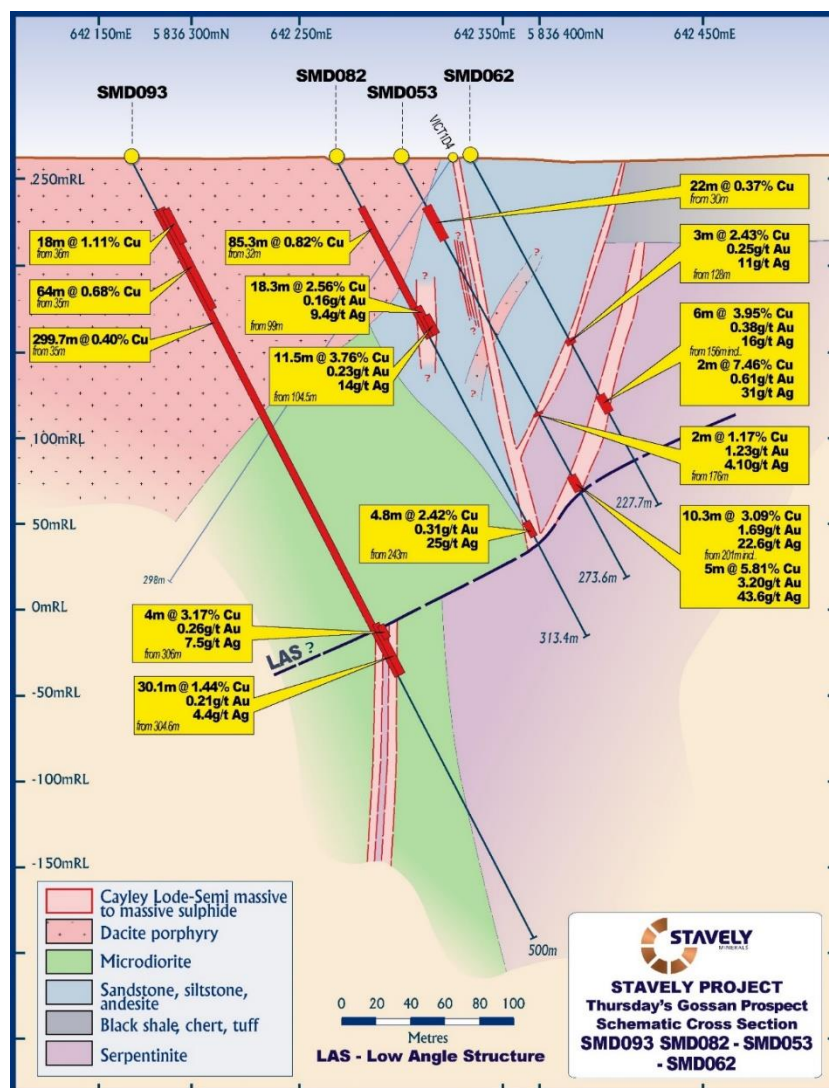 642 150mE 5 836 300mN 642 250mE 642 350mE 5 836 400mN 642 450mE
SMD093
SMD082
SMD053
SMD062
VICT104
250mRL
100mRL
50mRL
0mRL
-50mRL
-100mRL
-150mRL
18m @ 1.11% Cu
from 36m
64m @ 0.68% Cu
from 35m
299.7m @ 0.40% Cu
from 35m
85.3m @ 0.82% Cu
from 32m
18.3m @ 2.56% Cu
0.16g/t Au
9.4g/t Ag
from 99m
11.5m @ 3.76% Cu
0.23g/t Au
14g/t Ag
from 104.5m
22m @ 0.37% Cu
from 30m
3m @ 2.43% Cu
0.25g/t Au
11g/t Ag
from 128m
6m @ 3.95% Cu
0.38g/t Au
16g/t Ag
from 156m incl.
2m @ 7.46% Cu
0.61g/t Au
31g/t Ag
2m @ 1.17% Cu
1.23g/t Au
4.10g/t Ag
from 176m
10.3m @ 3.09% Cu
1.69g/t Au
22.6g/t Ag
from 201m incl.
5m @ 5.81% Cu
3.20g/t Au
43.6g/t Ag
4.8m @ 2.42% Cu
0.31g/t Au
25g/t Ag
from 243m
4m @ 3.17% Cu
0.26g/t Au
7.5g/t Ag
from 306m
30.1m @ 1.44% Cu
0.21g/t Au
4.4g/t Ag
from 304.6m
?
?
?
?
?
?
298m
227.7m
273.6m
313.4m
500m
LAS ?
Cayley Lode-Semi massive
to massive sulphide
Dacite porphyry
Microdiorite
Sandstone, siltstone,
andesite
Black shale, chert, tuff
Serpentinite
0 20 40 60 80 100
Metres
LAS - Low Angle Structure
STAVELY
MINERALS
STAVELY PROJECT
Thursday's Gossan Prospect
Schematic Cross Section
SMD093 SMD082 - SMD053
- SMD062